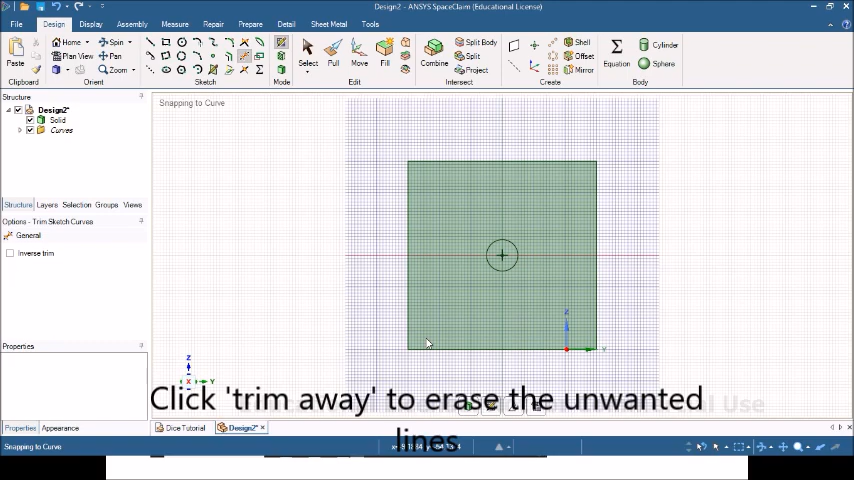 Design2* - ANSYS SpaceClaim (Educational License)
File Design Display Assembly Measure Repair Prepare Detail Sheet Metal Tools
Home Spin
Plan View Pan
Zoom
Paste
Select Pull Move Fill
Combine
Split Body
Split
Project
Shell
Offset
Mirror
Equation
Cylinder
Sphere
Clipboard Orient Sketch Mode Edit Intersect Create Body
Structure
Design2*
Solid
Curves
Structure Layers Selection Groups Views
Options - Trim Sketch Curves
General
Inverse trim
Properties
Properties Appearance
Snapping to Curve
Z
Y
Z
X Y
Click 'trim away' to erase the unwanted
lines
Dice Tutorial Design2*
Snapping to Curve